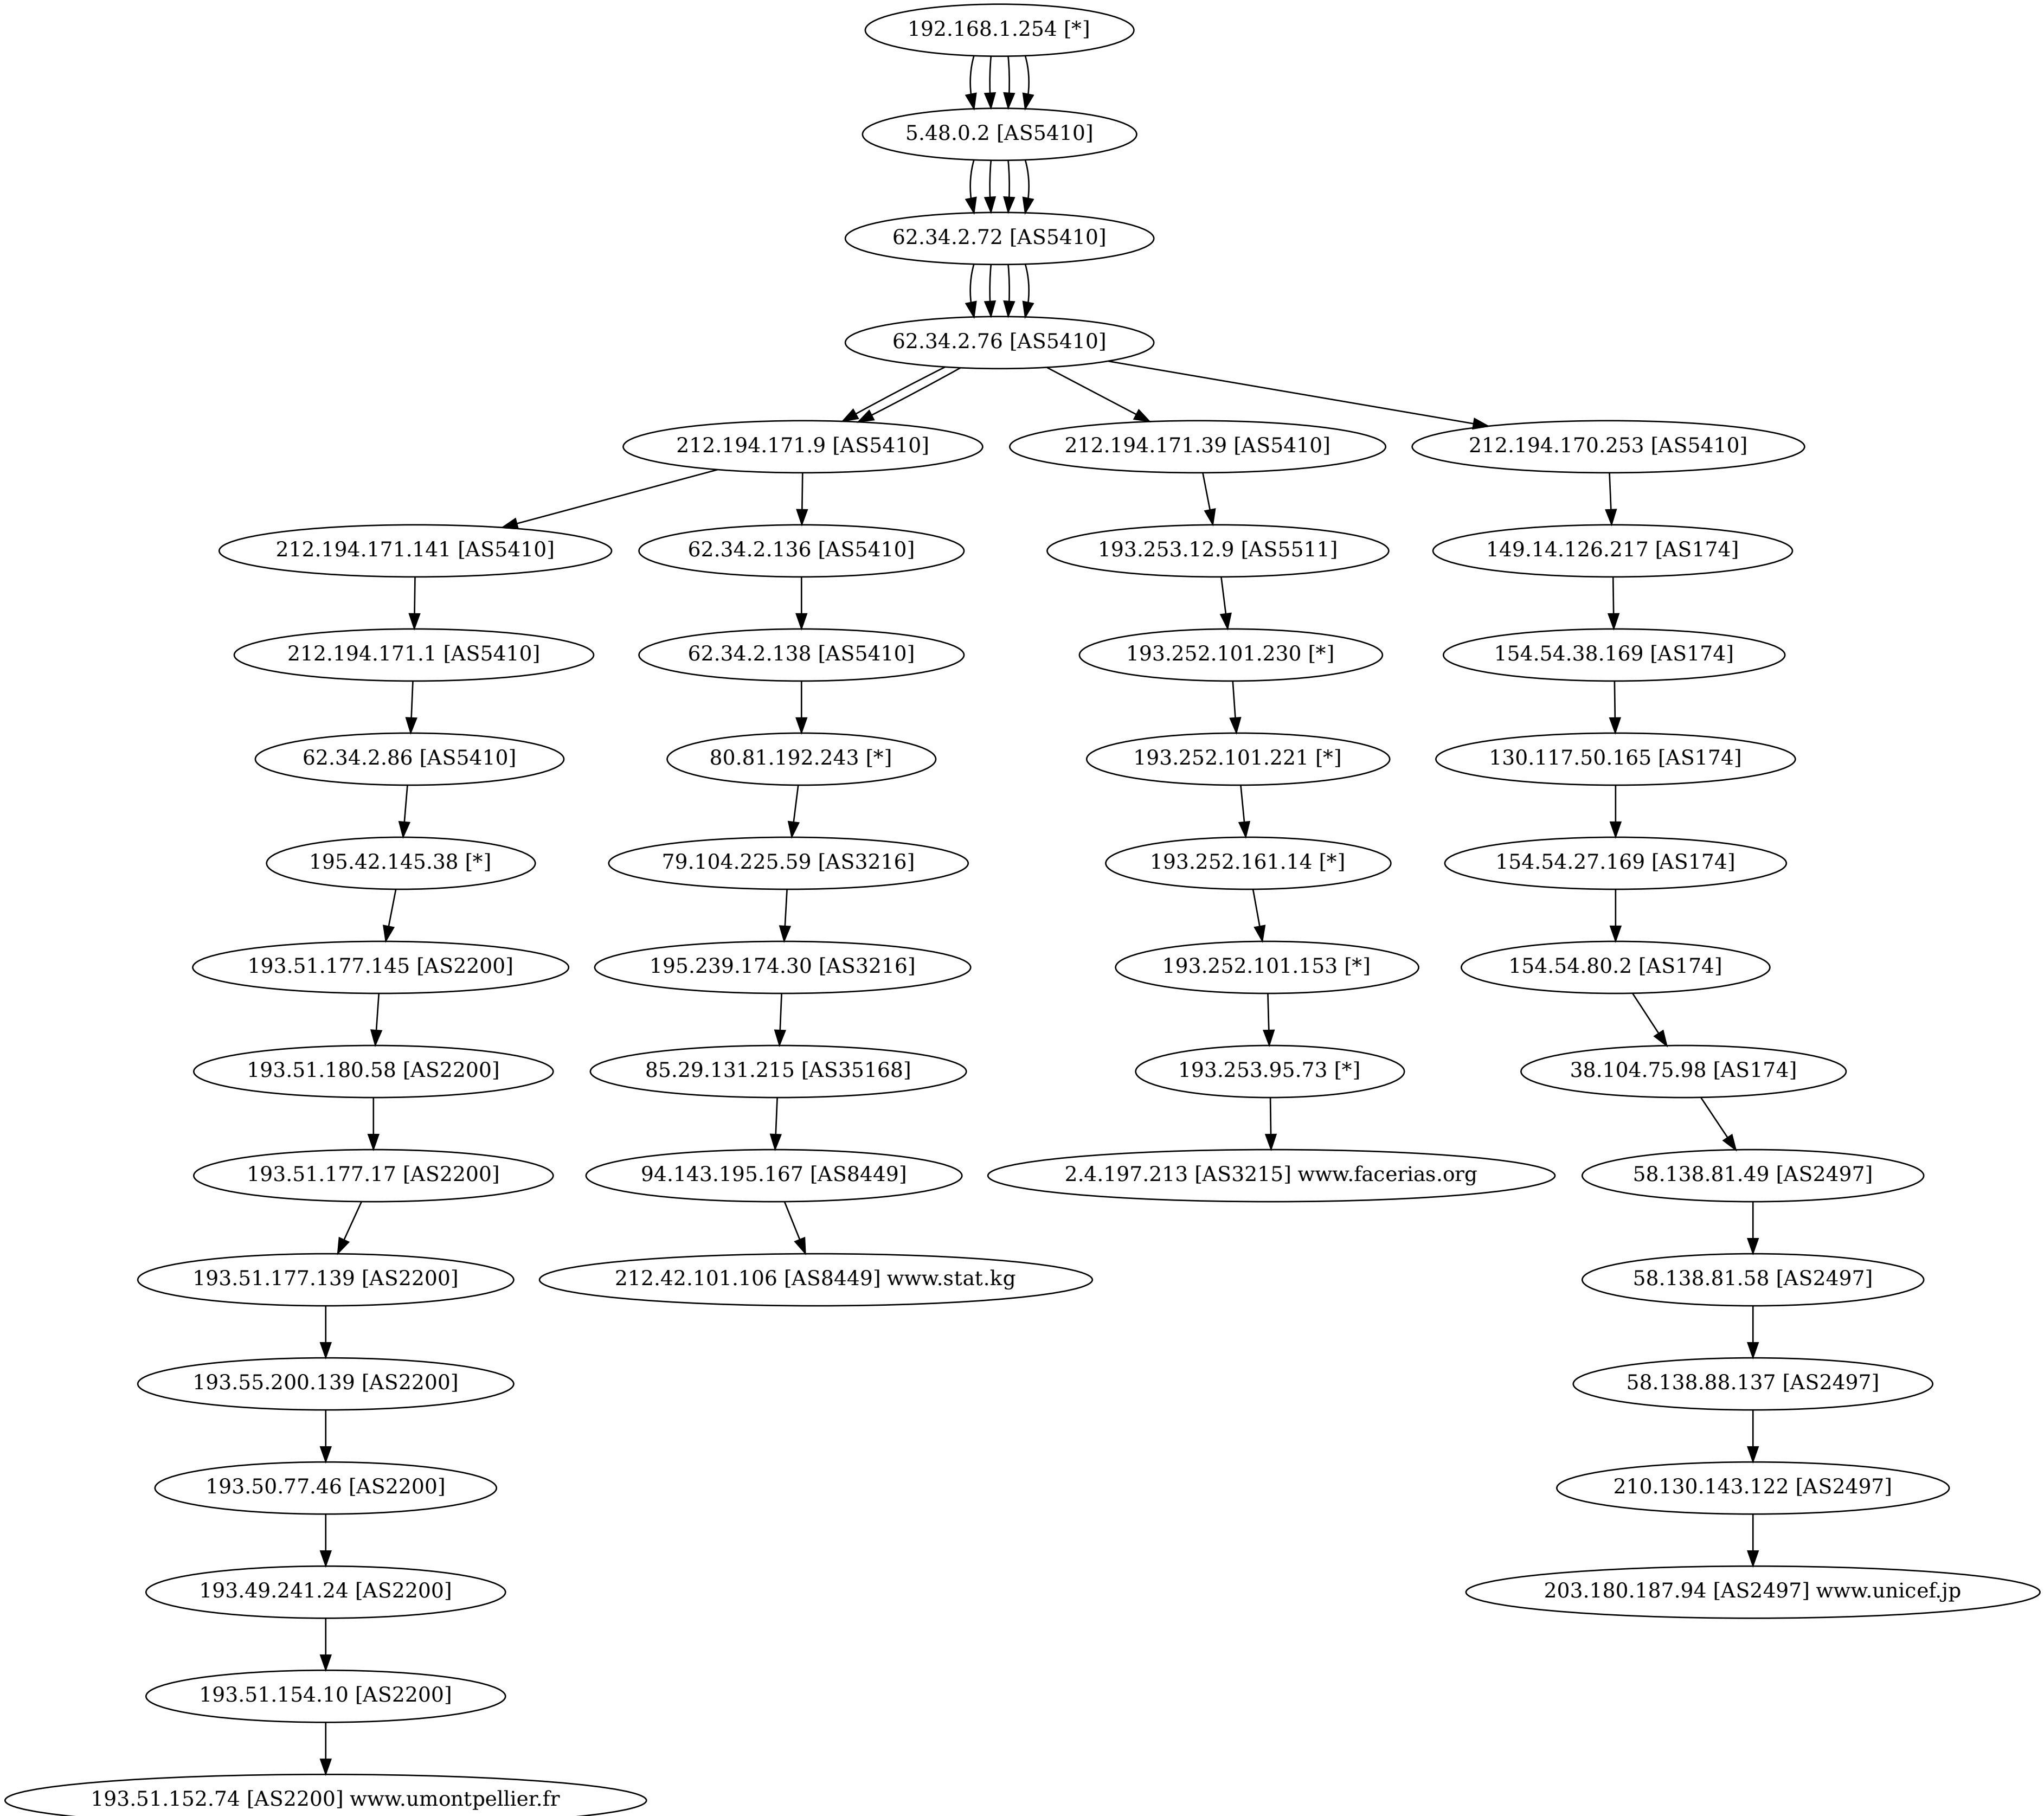 192.168.1.254 [*]
5.48.0.2 [AS5410]
62.34.2.72 [AS5410]
62.34.2.76 [AS5410]
212.194.171.9 [AS5410]
212.194.171.39 [AS5410]
212.194.170.253 [AS5410]
212.194.171.141 [AS5410]
62.34.2.136 [AS5410]
193.253.12.9 [AS5511]
149.14.126.217 [AS174]
212.194.171.1 [AS5410]
62.34.2.138 [AS5410]
193.252.101.230 [*]
154.54.38.169 [AS174]
62.34.2.86 [AS5410]
80.81.192.243 [*]
193.252.101.221 [*]
130.117.50.165 [AS174]
195.42.145.38 [*]
79.104.225.59 [AS3216]
193.252.161.14 [*]
154.54.27.169 [AS174]
193.51.177.145 [AS2200]
195.239.174.30 [AS3216]
193.252.101.153 [*]
154.54.80.2 [AS174]
193.51.180.58 [AS2200]
85.29.131.215 [AS35168]
193.253.95.73 [*]
38.104.75.98 [AS174]
193.51.177.17 [AS2200]
94.143.195.167 [AS8449]
2.4.197.213 [AS3215] www.facerias.org
58.138.81.49 [AS2497]
193.51.177.139 [AS2200]
212.42.101.106 [AS8449] www.stat.kg
58.138.81.58 [AS2497]
193.55.200.139 [AS2200]
58.138.88.137 [AS2497]
193.50.77.46 [AS2200]
210.130.143.122 [AS2497]
193.49.241.24 [AS2200]
203.180.187.94 [AS2497] www.unicef.jp
193.51.154.10 [AS2200]
193.51.152.74 [AS2200] www.umontpellier.fr